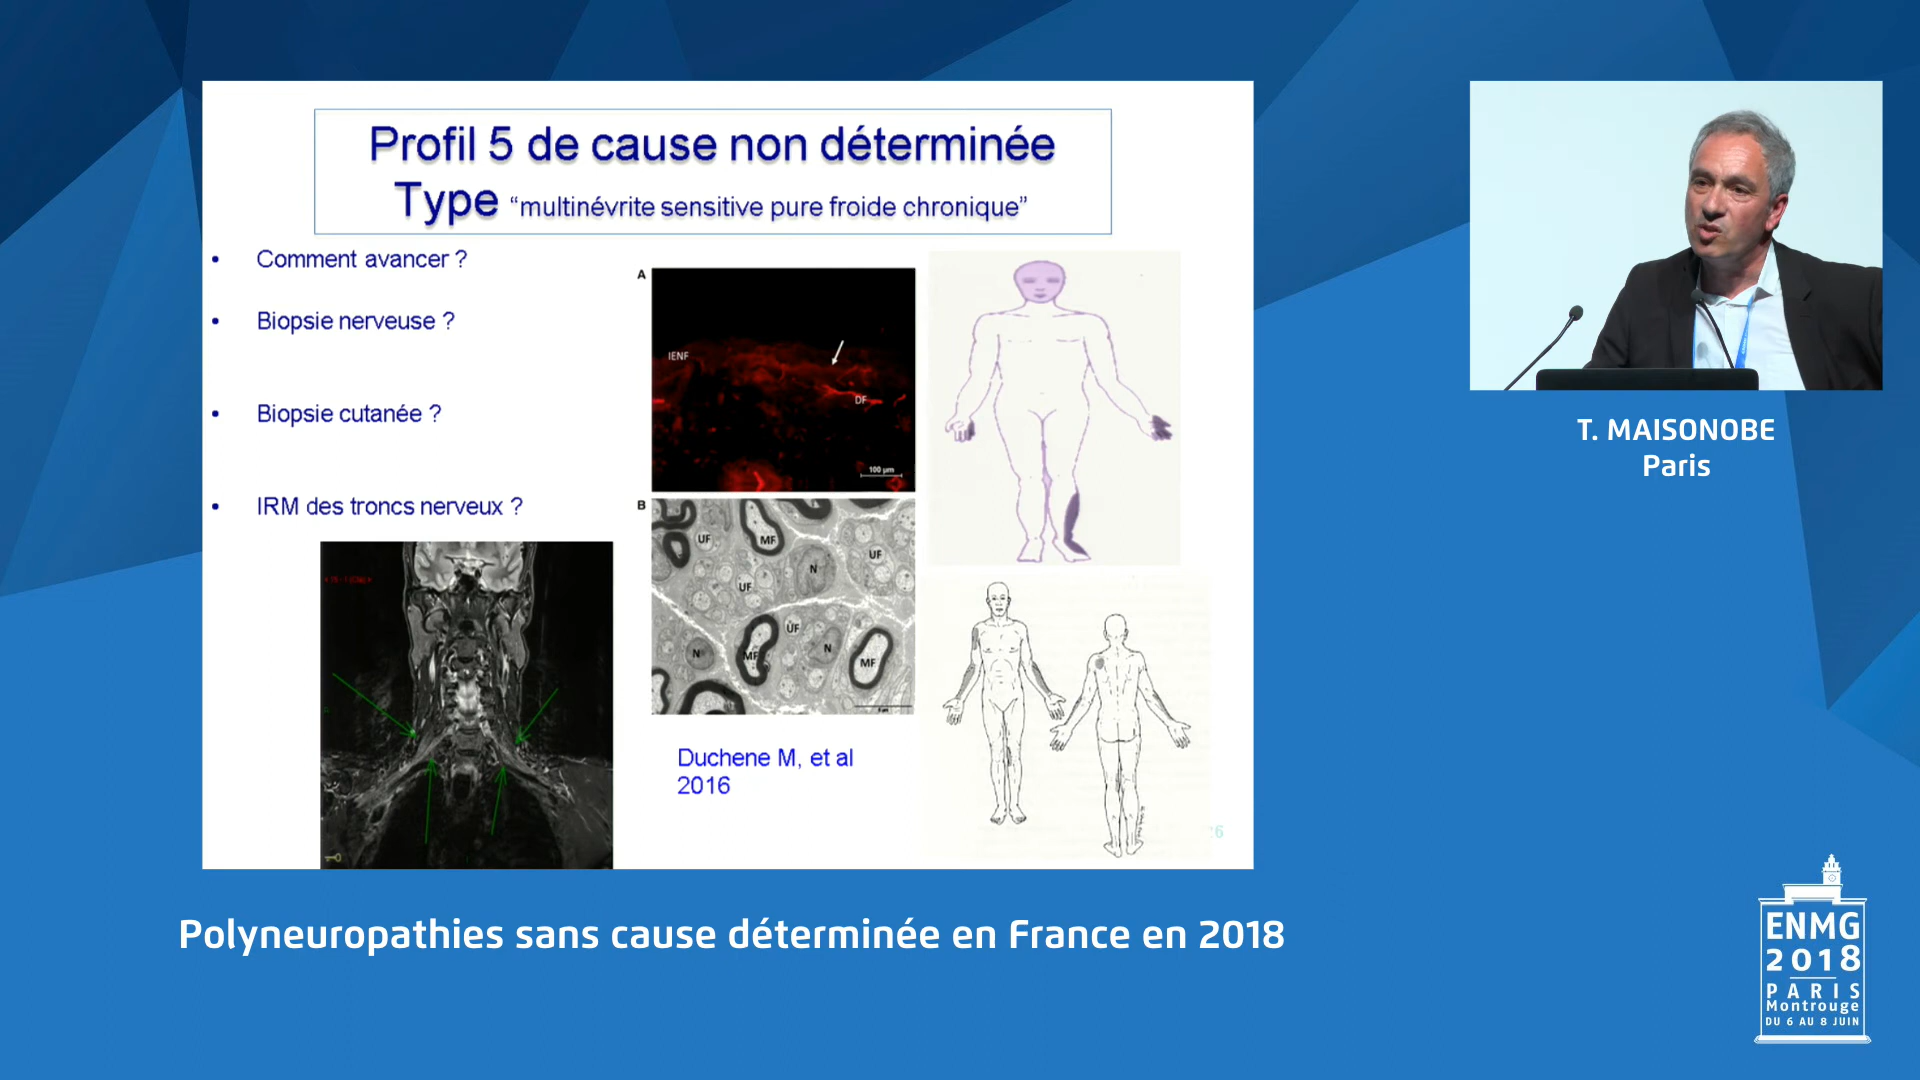 Profil 5 de cause non déterminée
Type “multinévrite sensitive pure froide chronique”
• Comment avancer ?
• Biopsie nerveuse ?
• Biopsie cutanée ?
• IRM des troncs nerveux ?
A
IENF
DF
100 µm
B
UF
MF
UF
N
UF
UF
N
MF
N
MF
Duchene M, et al
2016
26
T. MAISONOBE
Paris
Polyneuropathies sans cause déterminée en France en 2018
ENMG
2018
PARIS
Montrouge
DU 6 AU 8 JUIN